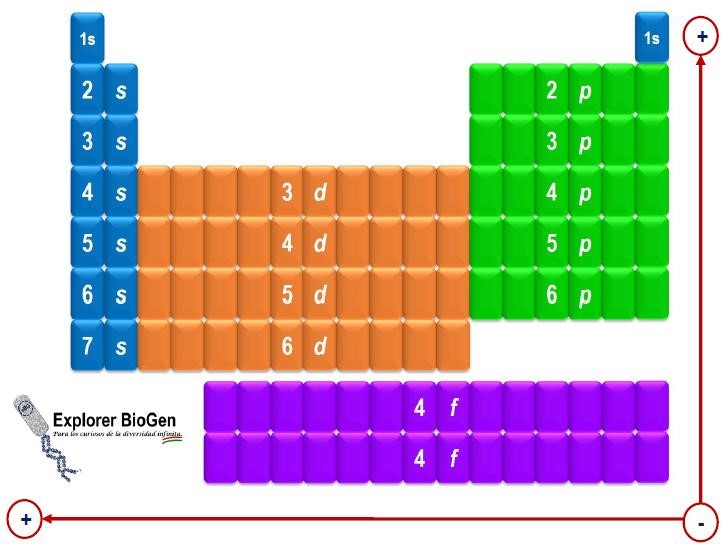 1s 1s +
2 s 2 p
3 s 3 p
4 s 3 d 4 p
5 s 4 d 5 p
6 s 5 d 6 p
7 s 6 d
4 f
4 f
Explorer BioGen
Para los curiosos de la diversidad infinita.
+ -